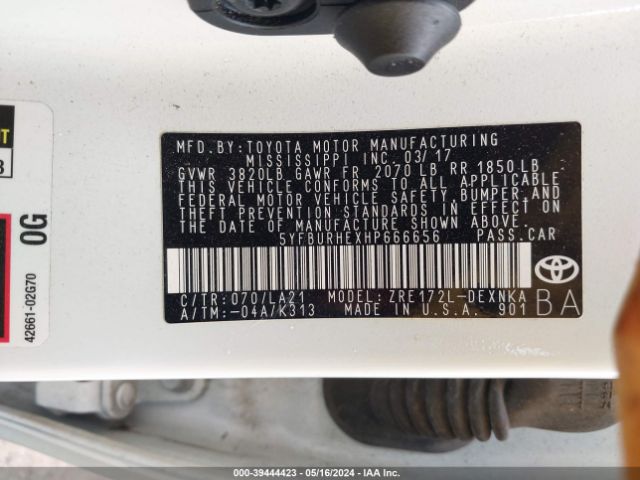 MFD.BY:TOYOTA MOTOR MANUFACTURING
MISSISSIPPI INC.03/17
GVWR 3820LB GAWR FR 2070 LB RR 1850LB
THIS VEHICLE CONFORMS TO ALL APPLICABLE
FEDERAL MOTOR VEHICLE SAFETY,BUMPER,AND
THEFT PREVENTION STANDARDS IN EFFECT ON
THE DATE OF MANUFACTURE SHOWN ABOVE.
5YFBURHEXHP666656 PASS.CAR
C/TR:070/LA21 MODEL:ZRE172L-DEXNKA
A/TM:-04A/K313 MADE IN U.S.A. 901
BA
0G
42661-02G70
000-39444423 - 05/16/2024 - IAA Inc.